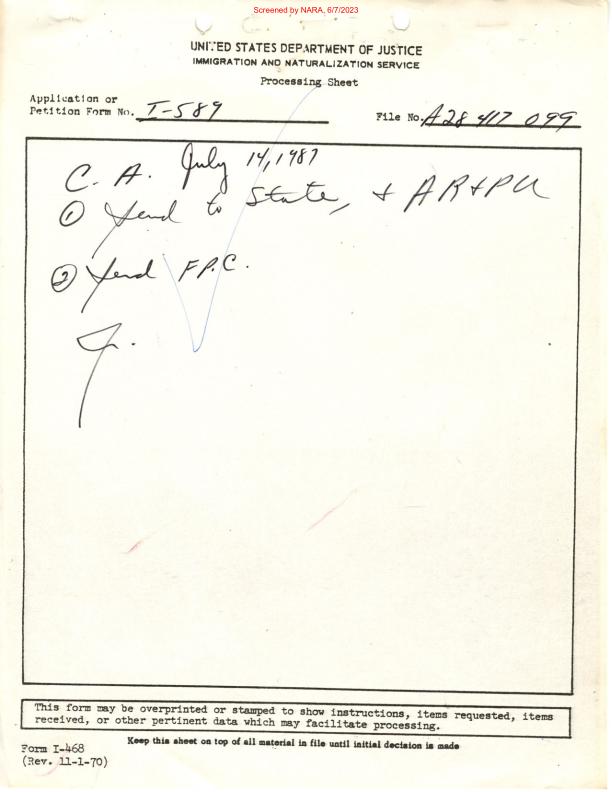 Screened by NARA, 6/7/2023
UNITED STATES DEPARTMENT OF JUSTICE
IMMIGRATION AND NATURALIZATION SERVICE
Processing Sheet
Application or
Petition Form No. I-589
File No. A28 417 099
C. A. July 14, 1987
① Send to State, + AR+PU
② Send F.P.C.
This form may be overprinted or stamped to show instructions, items requested, items
received, or other pertinent data which may facilitate processing.
Keep this sheet on top of all material in file until initial decision is made
Form I-468
(Rev. 11-1-70)